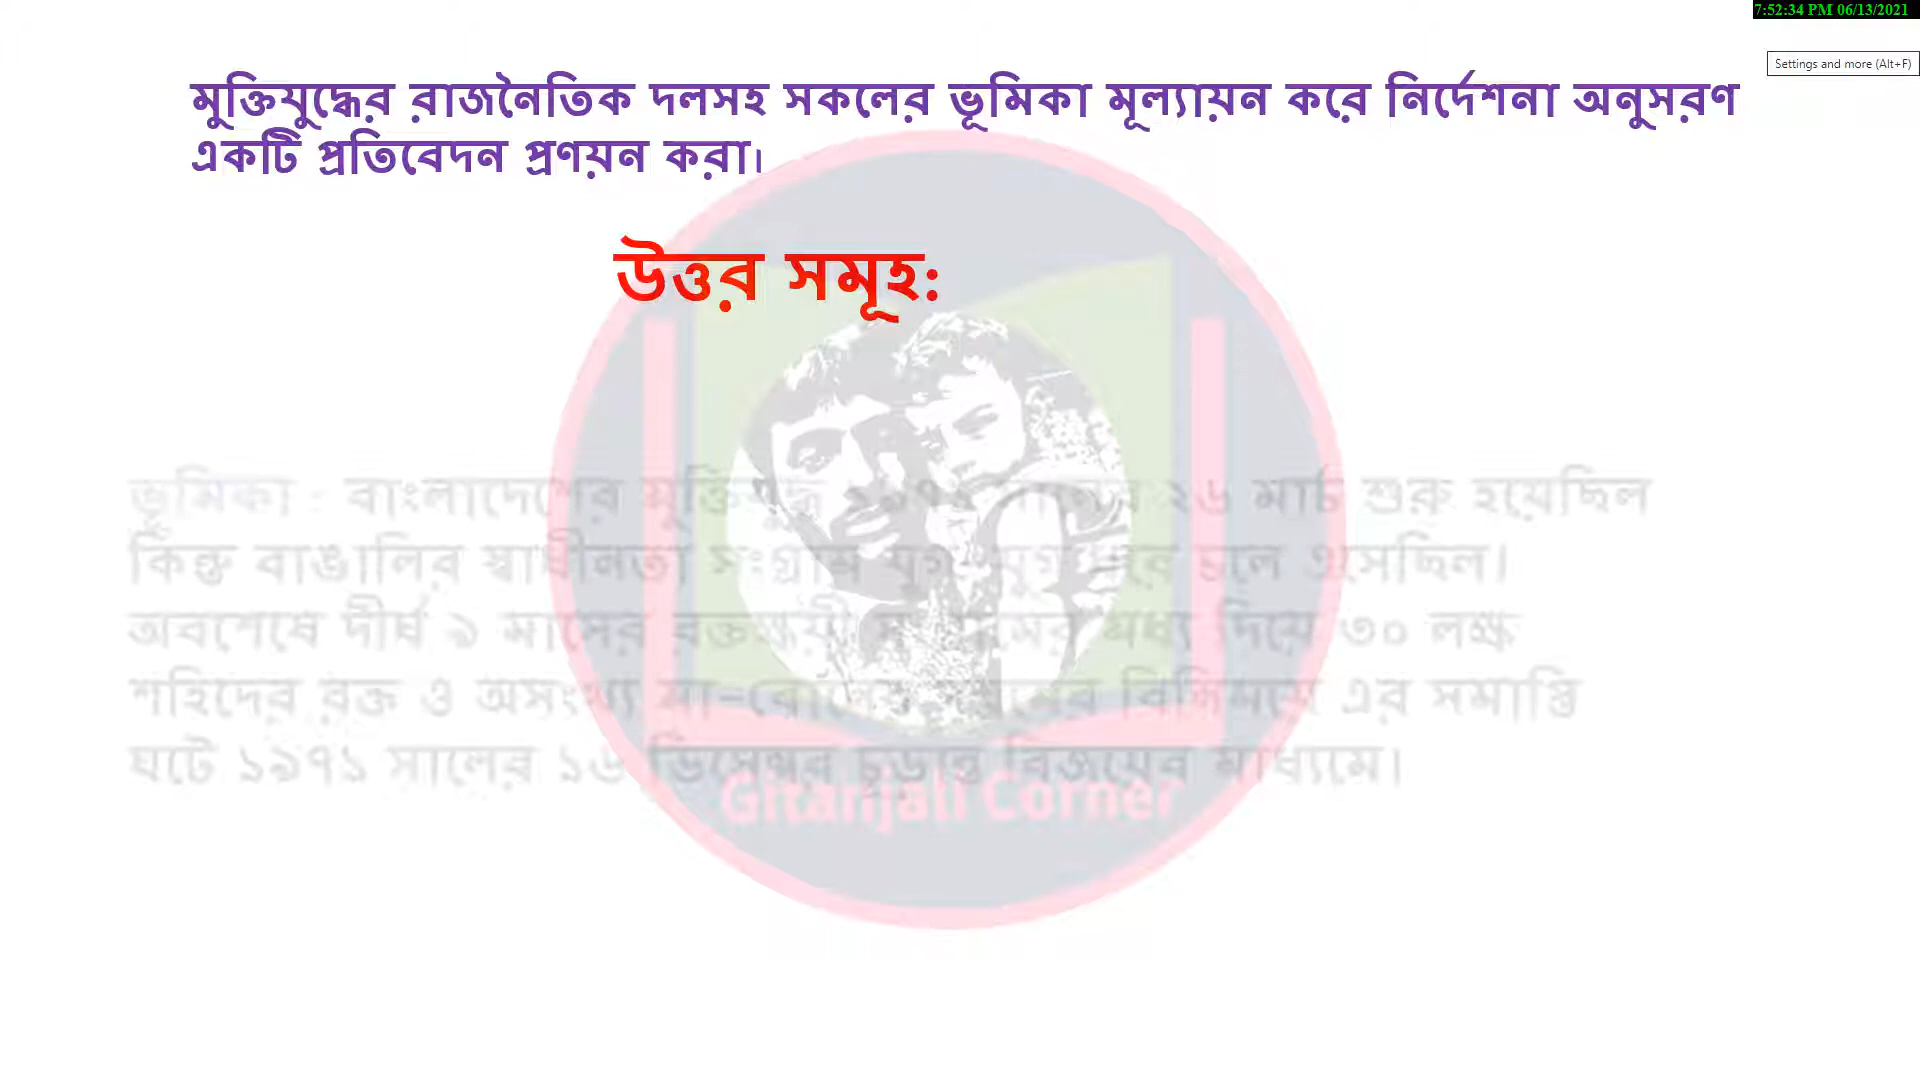 7:52:34 PM 06/13/2021
Settings and more (Alt+F)
মুক্তিযুদ্ধের রাজনৈতিক দলসহ সকলের ভূমিকা মূল্যায়ন করে নির্দেশনা অনুসরণ
একটি প্রতিবেদন প্রণয়ন করা।
উত্তর সমূহ:
ভূমিকা : বাংলাদেশের মুক্তিযুদ্ধ ১৯৭১ সালের ২৬ মার্চ শুরু হয়েছিল
কিন্তু বাঙালির স্বাধীনতা সংগ্রাম যুগ যুগ ধরে চলে এসেছিল।
অবশেষে দীর্ঘ ৯ মাসের রক্তক্ষয়ী মধ্য দিয়ে ৩০ লক্ষ
শহিদের রক্ত ও অসংখ্য মা-বোনের বিনিময়ে এর সমাপ্তি
ঘটে ১৯৭১ সালের ১৬ ডিসেম্বর চূড়ান্ত বিজয়ের মাধ্যমে।
Gitanjali Corner